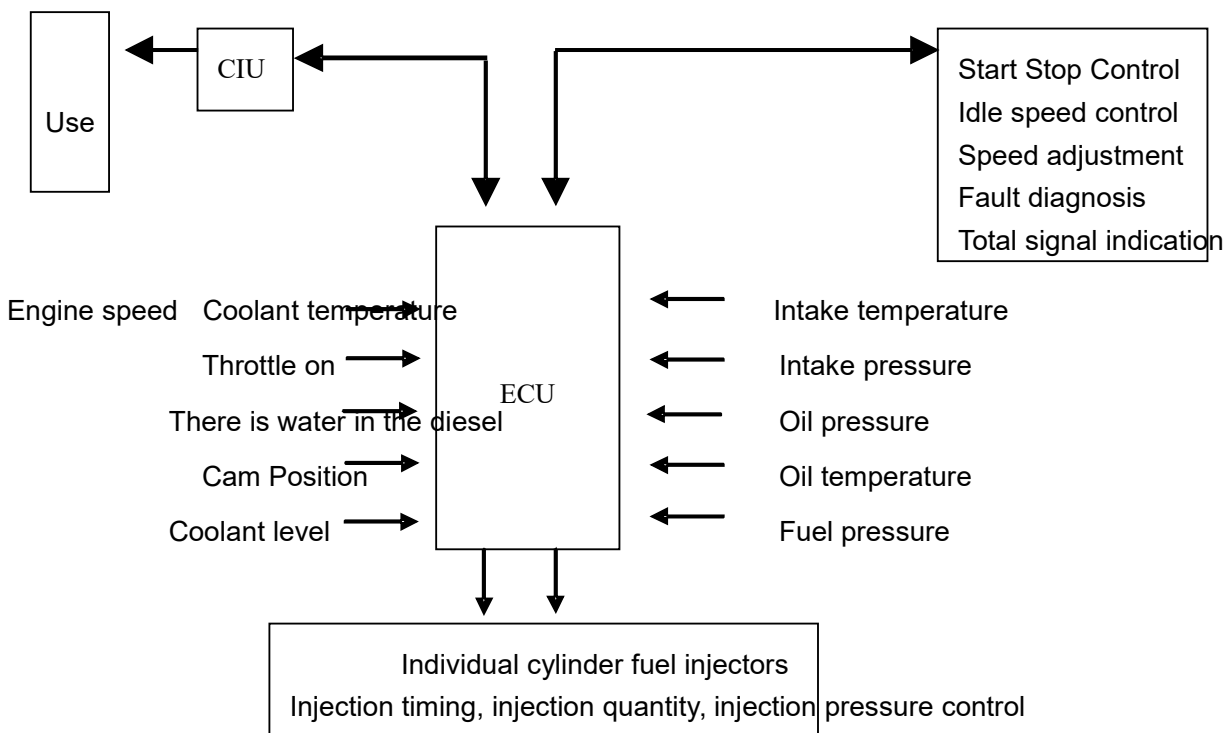 CIU
Use
Start Stop Control
Idle speed control
Speed adjustment
Fault diagnosis
Total signal indication
Engine speed Coolant temperature
Throttle on
There is water in the diesel
Cam Position
Coolant level
ECU
Intake temperature
Intake pressure
Oil pressure
Oil temperature
Fuel pressure
Individual cylinder fuel injectors
Injection timing, injection quantity, injection pressure control